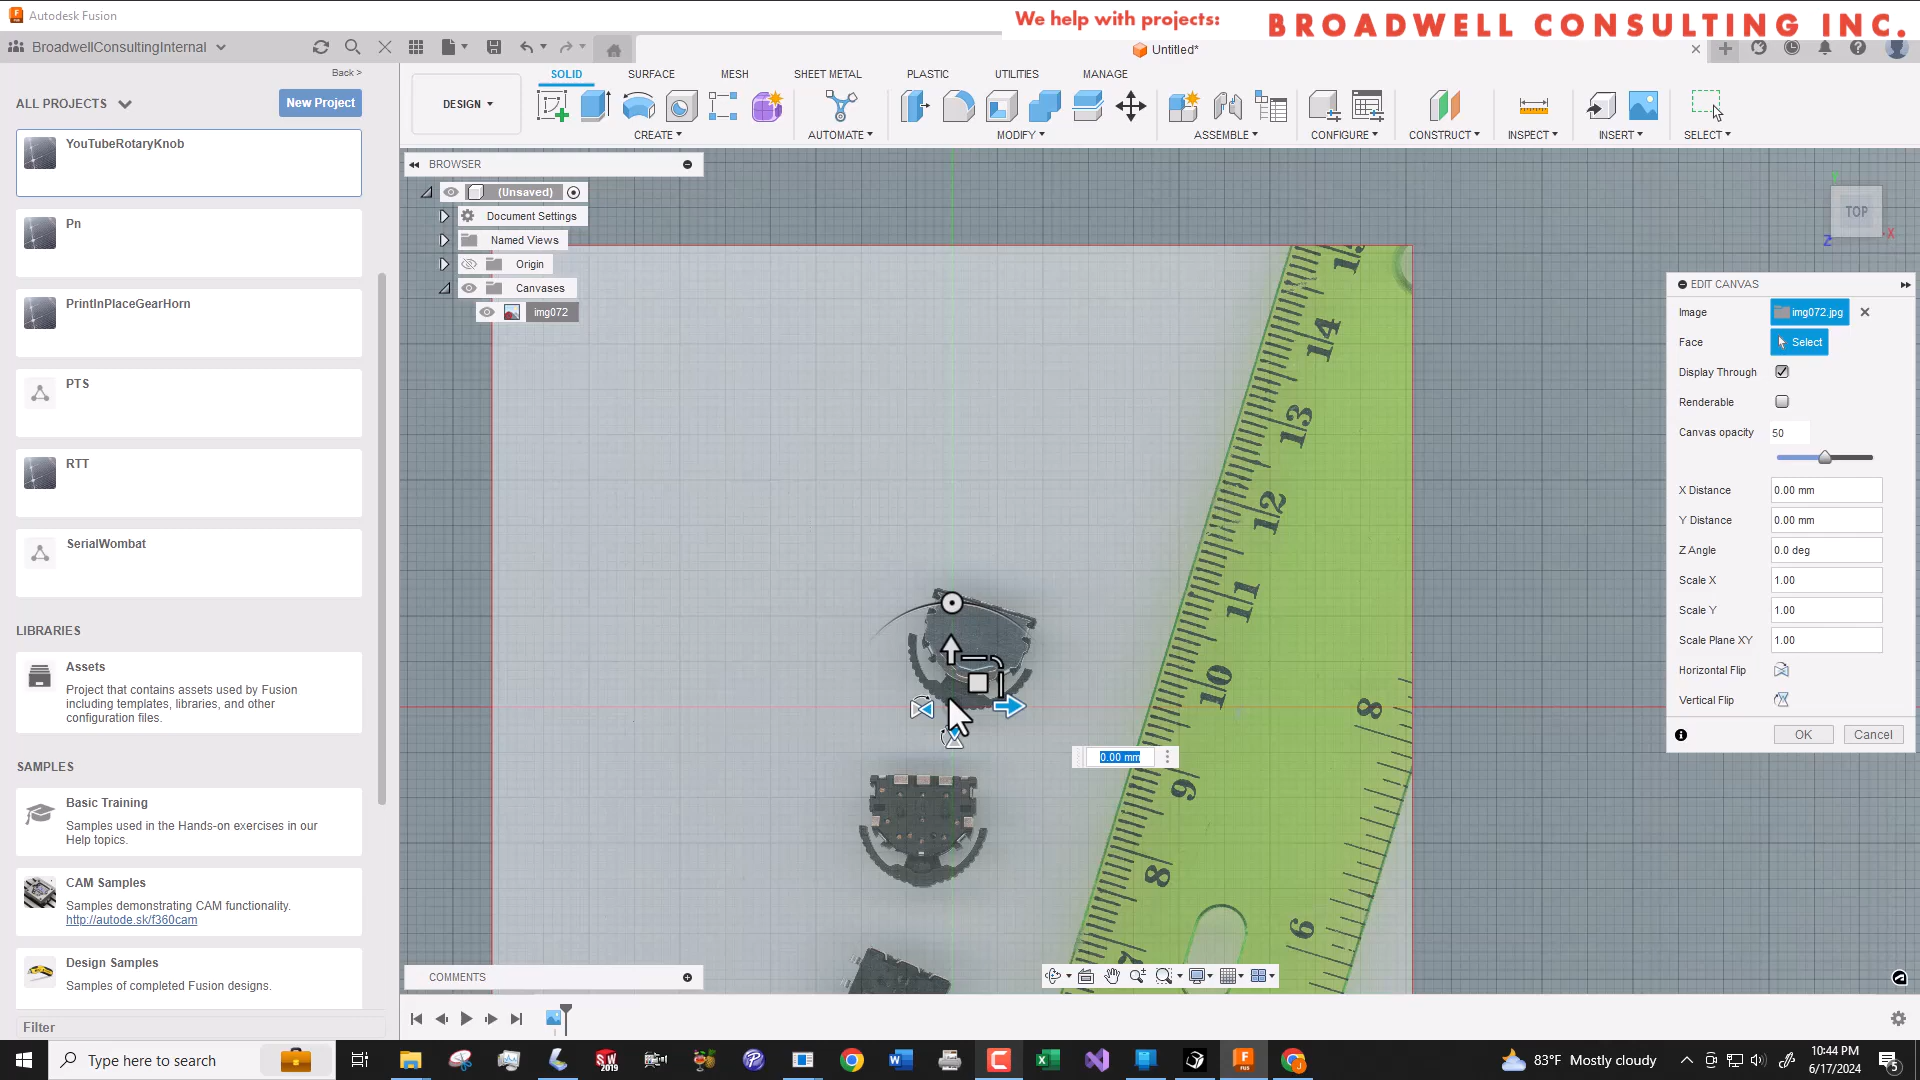 Autodesk Fusion
We help with projects:
BROADWELL CONSULTING INC.
BroadwellConsultingInternal
Untitled*
Back >
ALL PROJECTS
New Project
YouTubeRotaryKnob
Pn
PrintInPlaceGearHorn
PTS
RTT
SerialWombat
LIBRARIES
Assets
Project that contains assets used by Fusion
including templates, libraries, and other
configuration files.
SAMPLES
Basic Training
Samples used in the Hands-on exercises in our
Help topics.
CAM Samples
Samples demonstrating CAM functionality.
http://autode.sk/f360cam
Design Samples
Samples of completed Fusion designs.
Filter
DESIGN
SOLID
SURFACE
MESH
SHEET METAL
PLASTIC
UTILITIES
MANAGE
CREATE
AUTOMATE
MODIFY
ASSEMBLE
CONFIGURE
CONSTRUCT
INSPECT
INSERT
SELECT
BROWSER
(Unsaved)
Document Settings
Named Views
Origin
Canvases
img072
TOP
X
Z
14
13
12
11
10
9
8
8
9
0.00 mm
EDIT CANVAS
Image
img072.jpg
Face
Select
Display Through
Renderable
Canvas opacity
50
X Distance
0.00 mm
Y Distance
0.00 mm
Z Angle
0.0 deg
Scale X
1.00
Scale Y
1.00
Scale Plane XY
1.00
Horizontal Flip
Vertical Flip
OK
Cancel
COMMENTS
Type here to search
SW
2019
83°F Mostly cloudy
10:44 PM
6/17/2024
5